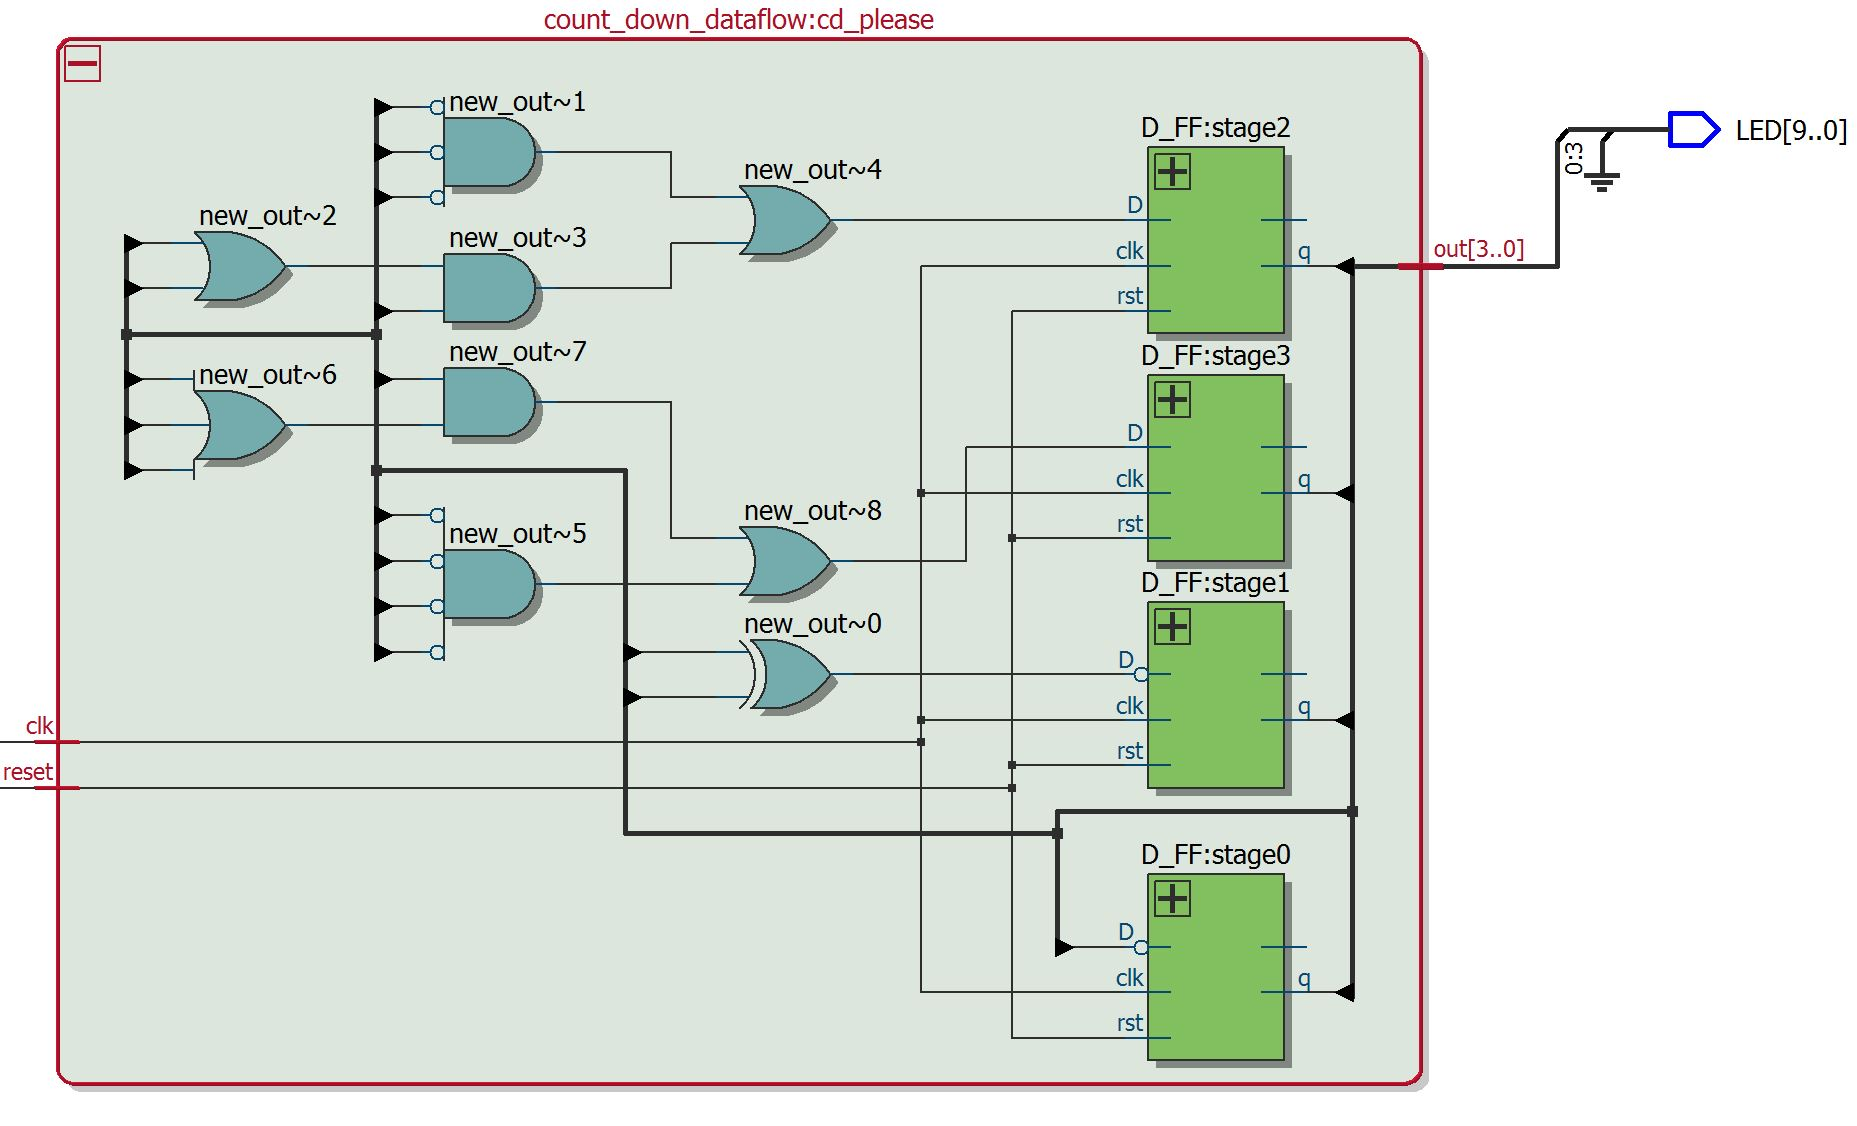 count_down_dataflow:cd_please
new_out~1
D_FF:stage2
LED[9..0]
0:3
new_out~4
new_out~2
D
new_out~3
clk
q
out[3..0]
rst
new_out~7
D_FF:stage3
new_out~6
D
clk
q
new_out~8
rst
new_out~5
D_FF:stage1
new_out~0
D
clk
q
clk
rst
reset
D_FF:stage0
D
clk
q
rst